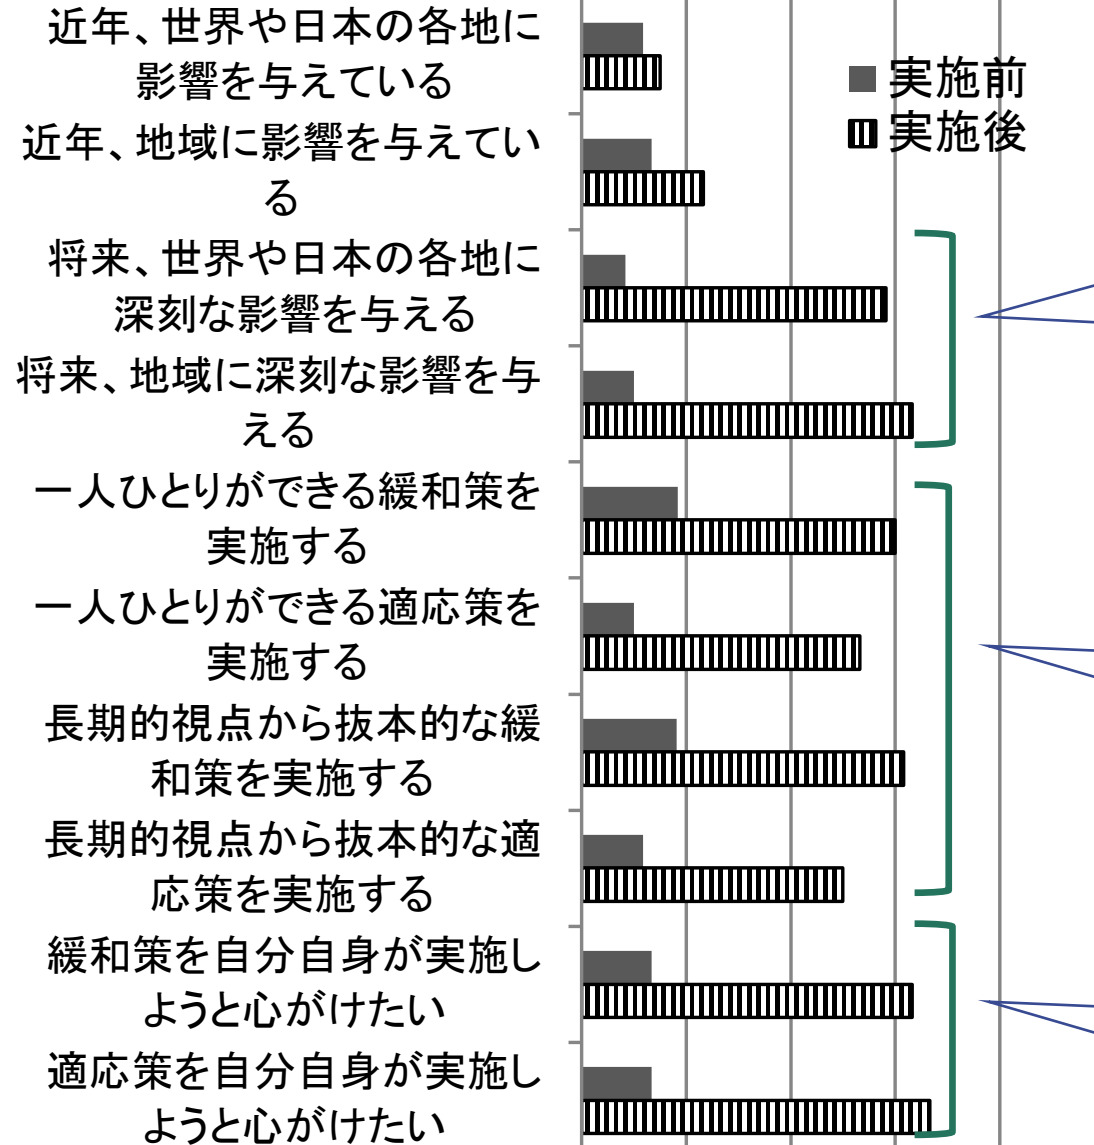 近年、世界や日本の各地に
影響を与えている
近年、地域に影響を与えてい
る
将来、世界や日本の各地に
深刻な影響を与える
将来、地域に深刻な影響を与
える
一人ひとりができる緩和策を
実施する
一人ひとりができる適応策を
実施する
長期的視点から抜本的な緩
和策を実施する
長期的視点から抜本的な適
応策を実施する
緩和策を自分自身が実施し
ようと心がけたい
適応策を自分自身が実施し
ようと心がけたい
実施前
実施後